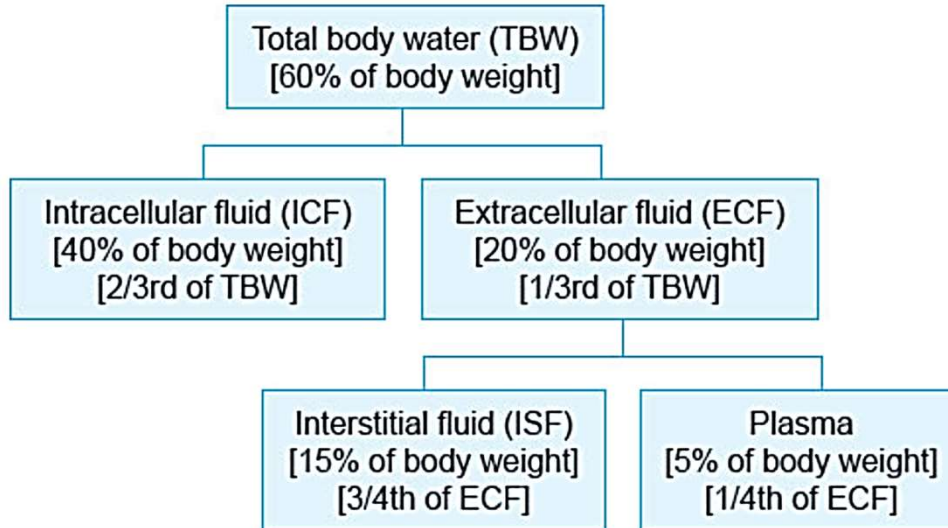 Total body water (TBW)
[60% of body weight]
Intracellular fluid (ICF)
[40% of body weight]
[2/3rd of TBW]
Extracellular fluid (ECF)
[20% of body weight]
[1/3rd of TBW]
Interstitial fluid (ISF)
[15% of body weight]
[3/4th of ECF]
Plasma
[5% of body weight]
[1/4th of ECF]